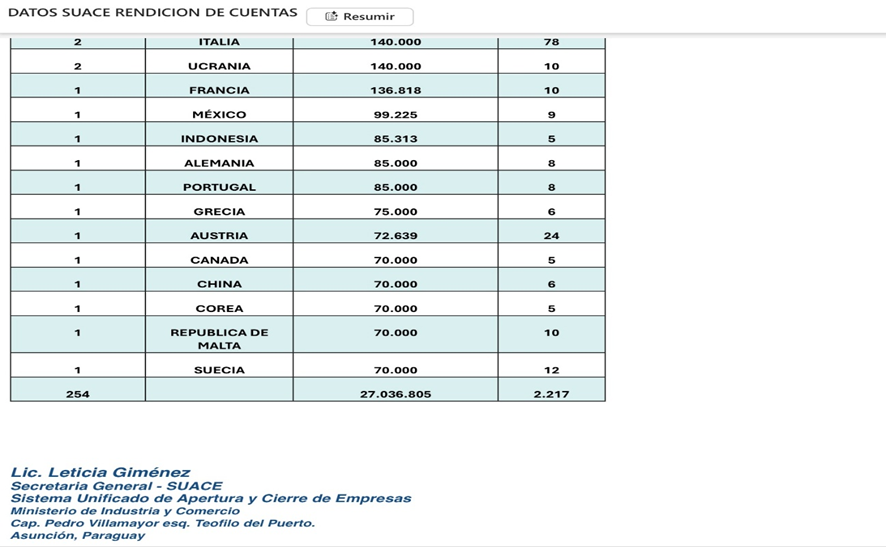 DATOS SUACE RENDICION DE CUENTAS Resumir
2 ITALIA 140.000 78
2 UCRANIA 140.000 10
1 FRANCIA 136.818 10
1 MÉXICO 99.225 9
1 INDONESIA 85.313 5
1 ALEMANIA 85.000 8
1 PORTUGAL 85.000 8
1 GRECIA 75.000 6
1 AUSTRIA 72.639 24
1 CANADA 70.000 5
1 CHINA 70.000 6
1 COREA 70.000 5
1 REPUBLICA DE 70.000 10
MALTA
1 SUECIA 70.000 12
254 27.036.805 2.217
Lic. Leticia Giménez
Secretaria General - SUACE
Sistema Unificado de Apertura y Cierre de Empresas
Ministerio de Industria y Comercio
Cap. Pedro Villamayor esq. Teofilo del Puerto.
Asunción, Paraguay